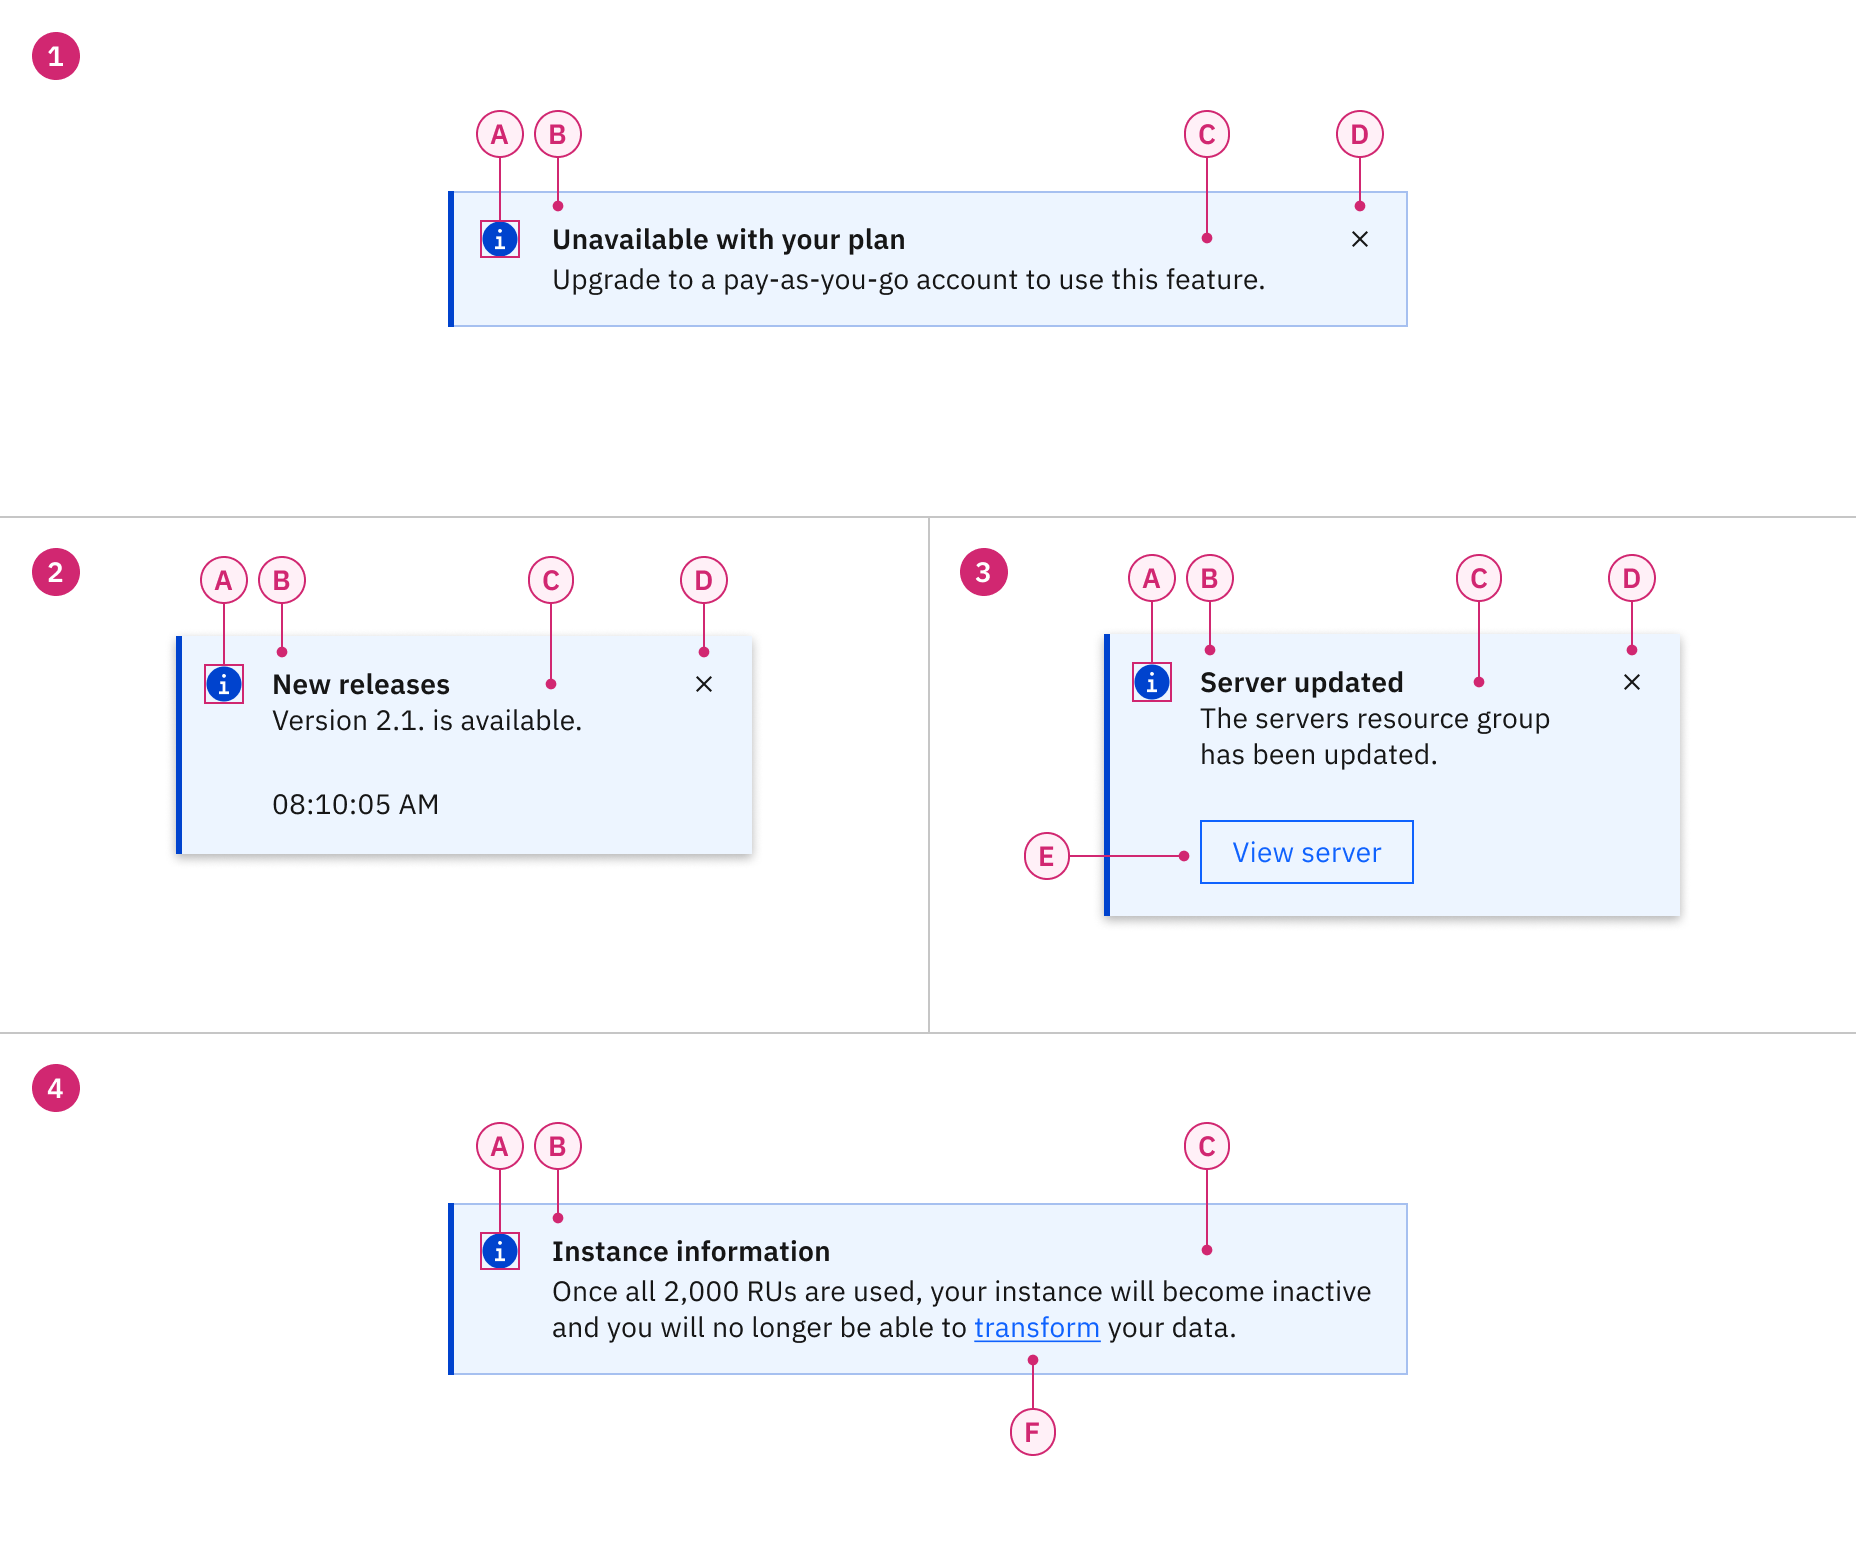 1
A B C D
i
Unavailable with your plan
Upgrade to a pay-as-you-go account to use this feature.
2
A B C D
i
New releases
Version 2.1. is available.
08:10:05 AM
3
A B C D
i
Server updated
The servers resource group
has been updated.
E
View server
4
A B C
i
Instance information
Once all 2,000 RUs are used, your instance will become inactive
and you will no longer be able to transform your data.
F